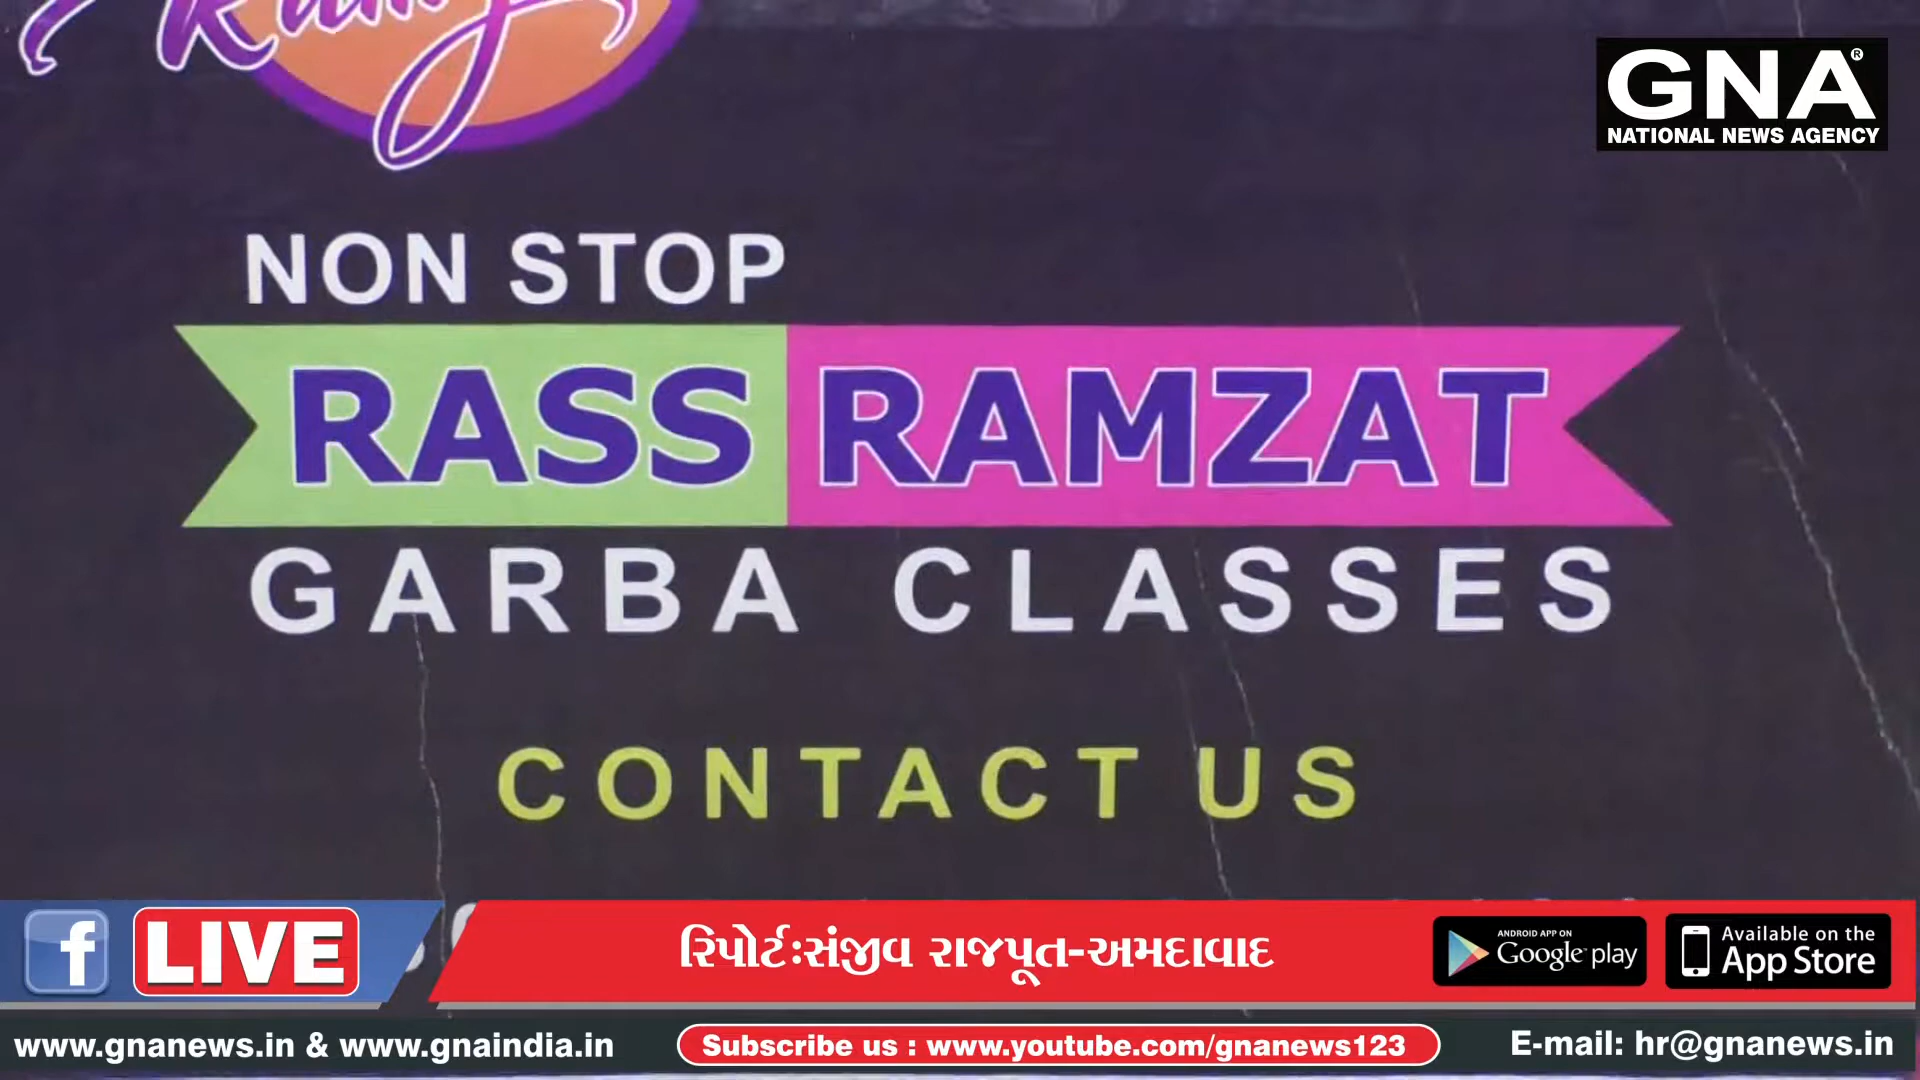 GNA®
NATIONAL NEWS AGENCY
NON STOP
RASS RAMZAT
GARBA CLASSES
CONTACT US
f LIVE
રિપોર્ટઃસંજીવ રાજપૂત-અમદાવાદ
ANDROID APP ON
Google play
Available on the
App Store
www.gnanews.in & www.gnaindia.in
Subscribe us : www.youtube.com/gnanews123
E-mail: hr@gnanews.in